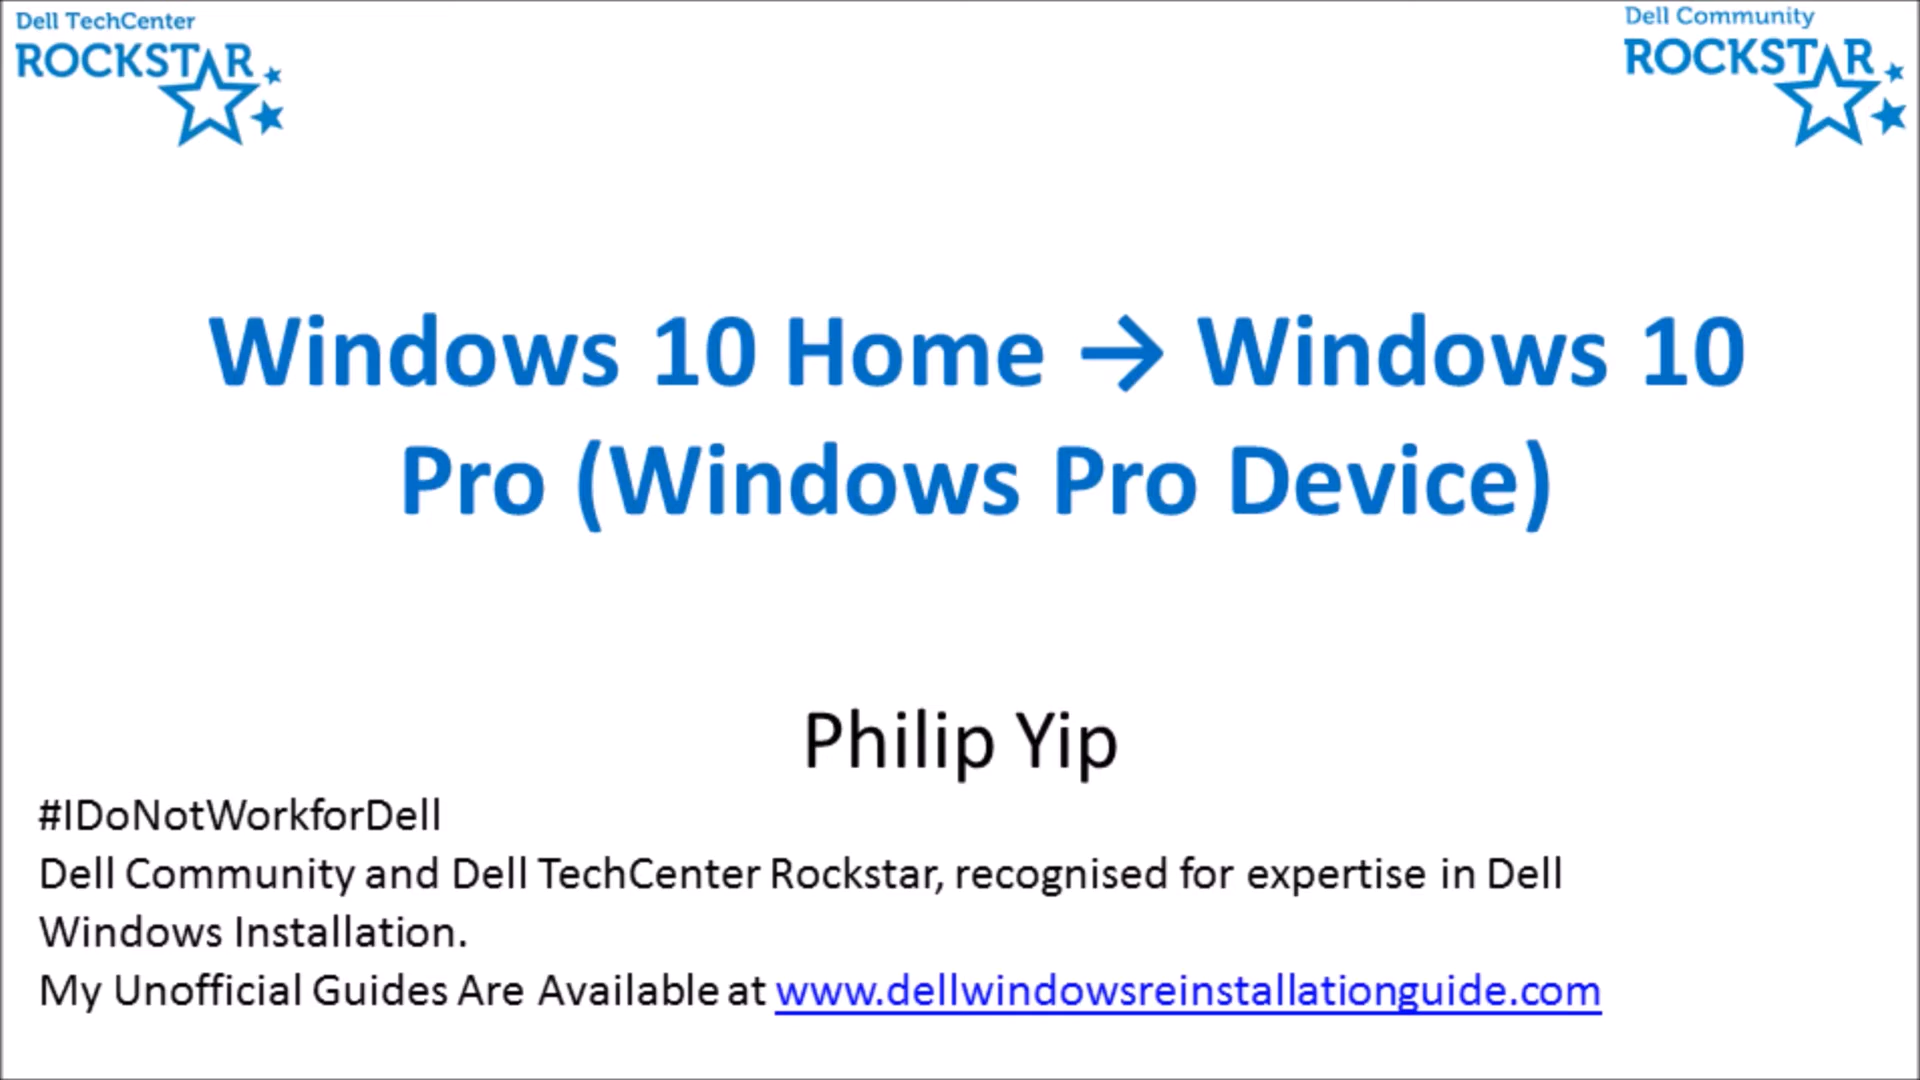 Dell TechCenter
ROCKSTAR
Dell Community
ROCKSTAR
Windows 10 Home → Windows 10
Pro (Windows Pro Device)
Philip Yip
#IDoNotWorkforDell
Dell Community and Dell TechCenter Rockstar, recognised for expertise in Dell
Windows Installation.
My Unofficial Guides Are Available at www.dellwindowsreinstallationguide.com